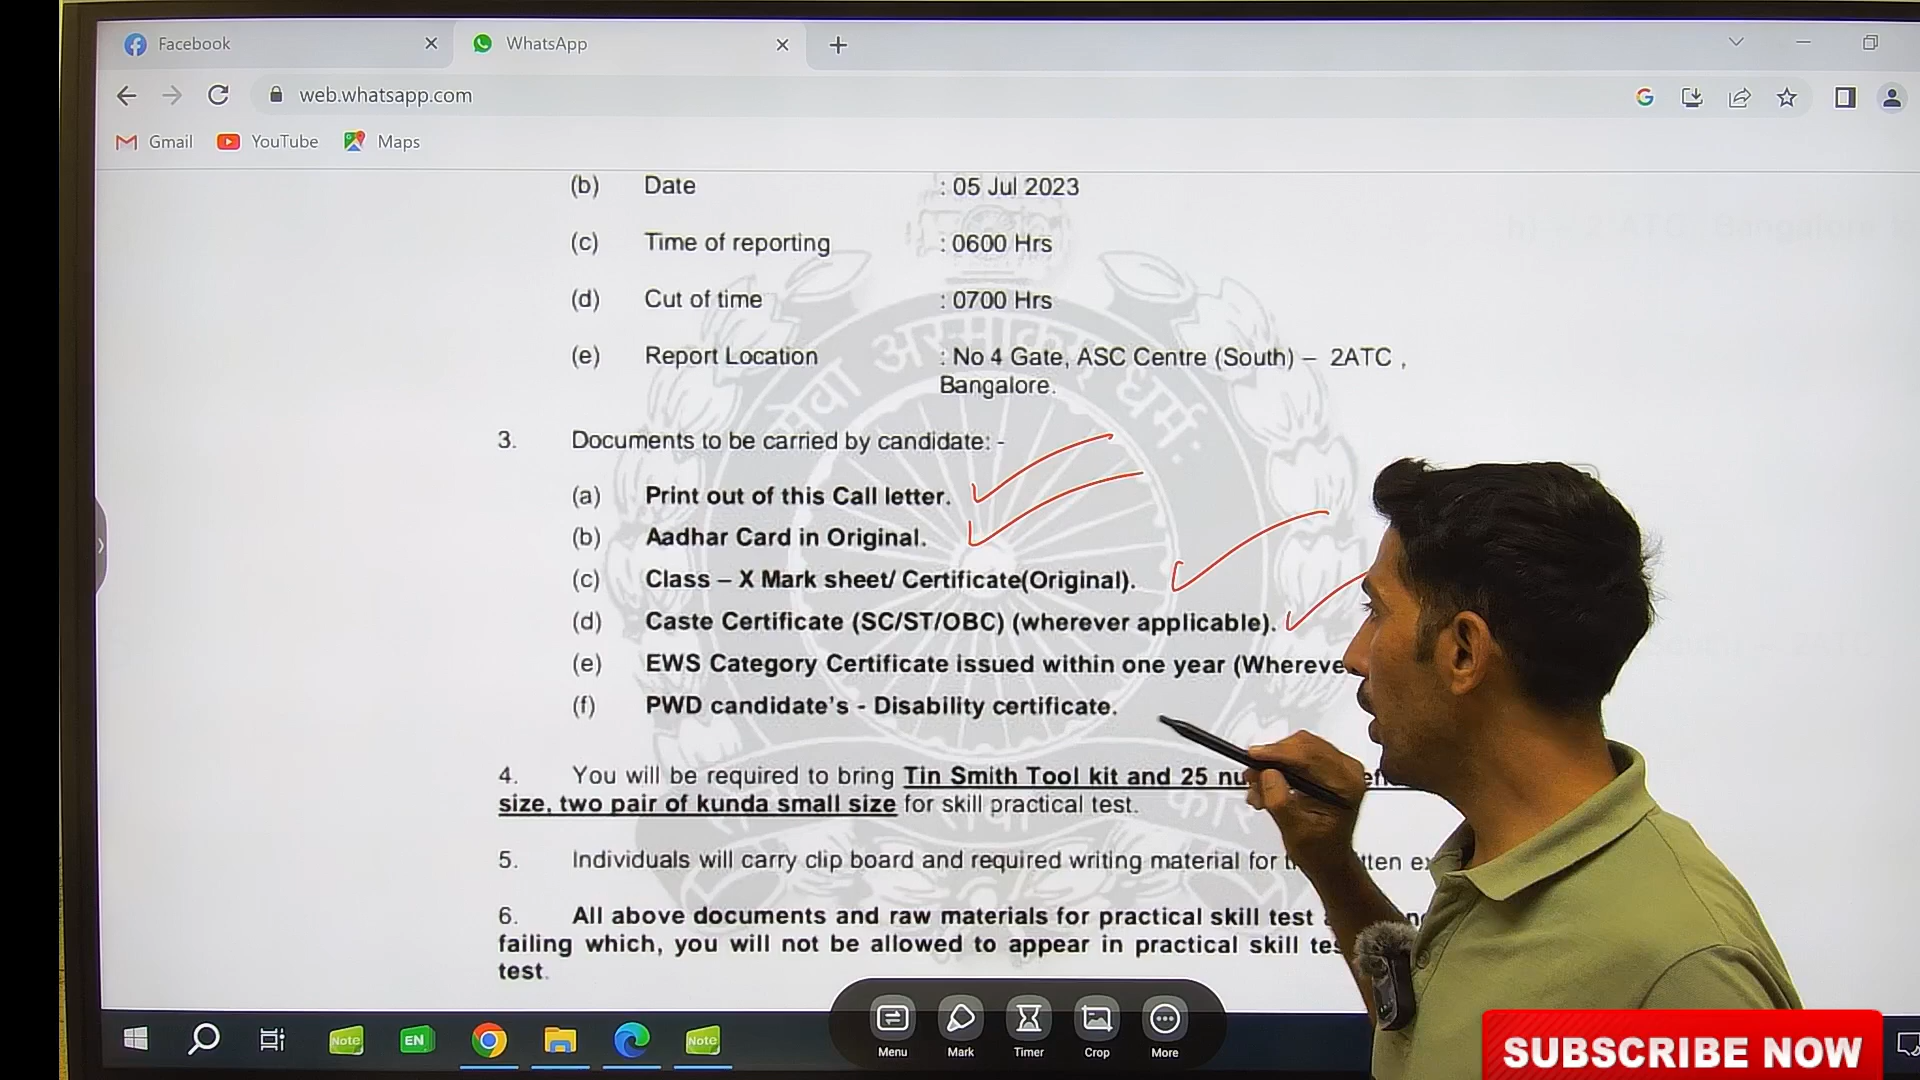 Facebook
WhatsApp
web.whatsapp.com
Gmail
YouTube
Maps
(b) Date : 05 Jul 2023
(c) Time of reporting : 0600 Hrs
(d) Cut of time : 0700 Hrs
(e) Report Location : No 4 Gate, ASC Centre (South) – 2ATC ,
Bangalore.
3. Documents to be carried by candidate: -
(a) Print out of this Call letter.
(b) Aadhar Card in Original.
(c) Class – X Mark sheet/ Certificate(Original).
(d) Caste Certificate (SC/ST/OBC) (wherever applicable).
(e) EWS Category Certificate issued within one year (Whereve
(f) PWD candidate's - Disability certificate.
4. You will be required to bring Tin Smith Tool kit and 25 nu
size, two pair of kunda small size for skill practical test.
5. Individuals will carry clip board and required writing material for
6. All above documents and raw materials for practical skill test
failing which, you will not be allowed to appear in practical skill
test.
सेवा अस्माकं धर्मः
Note
EN
Note
Menu
Mark
Timer
Crop
More
SUBSCRIBE NOW